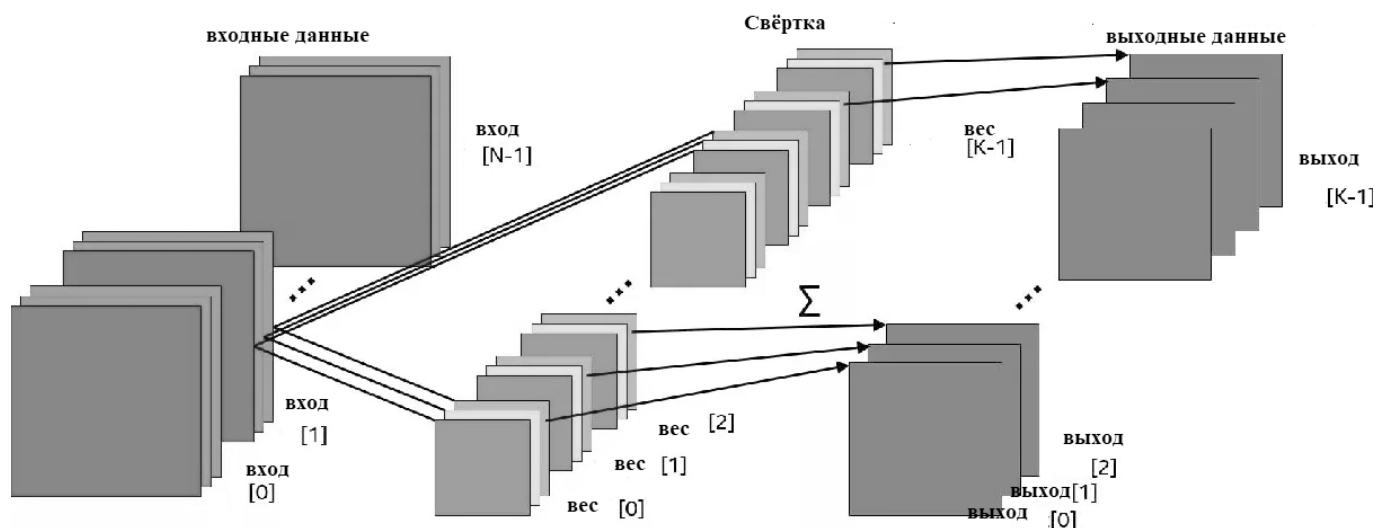 Свёртка
входные данные
выходные данные
вход
[N-1]
вес
[K-1]
выход
[K-1]
...
...
...
Σ
вход
[1]
вход
[0]
вес [2]
вес [1]
вес [0]
выход
[2]
выход[1]
выход [0]